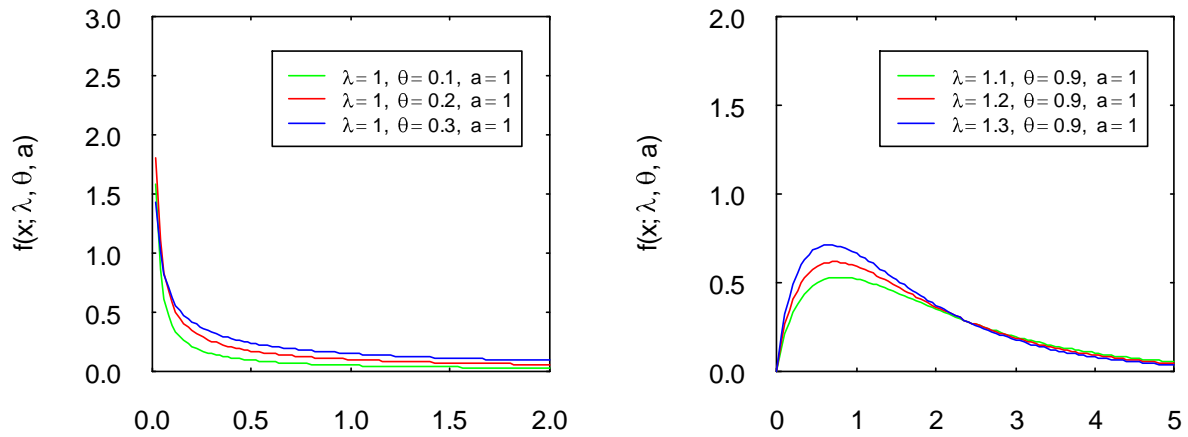 f(x; λ, θ, a)
3.0
2.5
2.0
1.5
1.0
0.5
0.0
λ= 1, θ= 0.1, a= 1
λ= 1, θ= 0.2, a= 1
λ= 1, θ= 0.3, a= 1
0.0 0.5 1.0 1.5 2.0
f(x; λ, θ, a)
2.0
1.5
1.0
0.5
0.0
λ= 1.1, θ= 0.9, a= 1
λ= 1.2, θ= 0.9, a= 1
λ= 1.3, θ= 0.9, a= 1
0 1 2 3 4 5